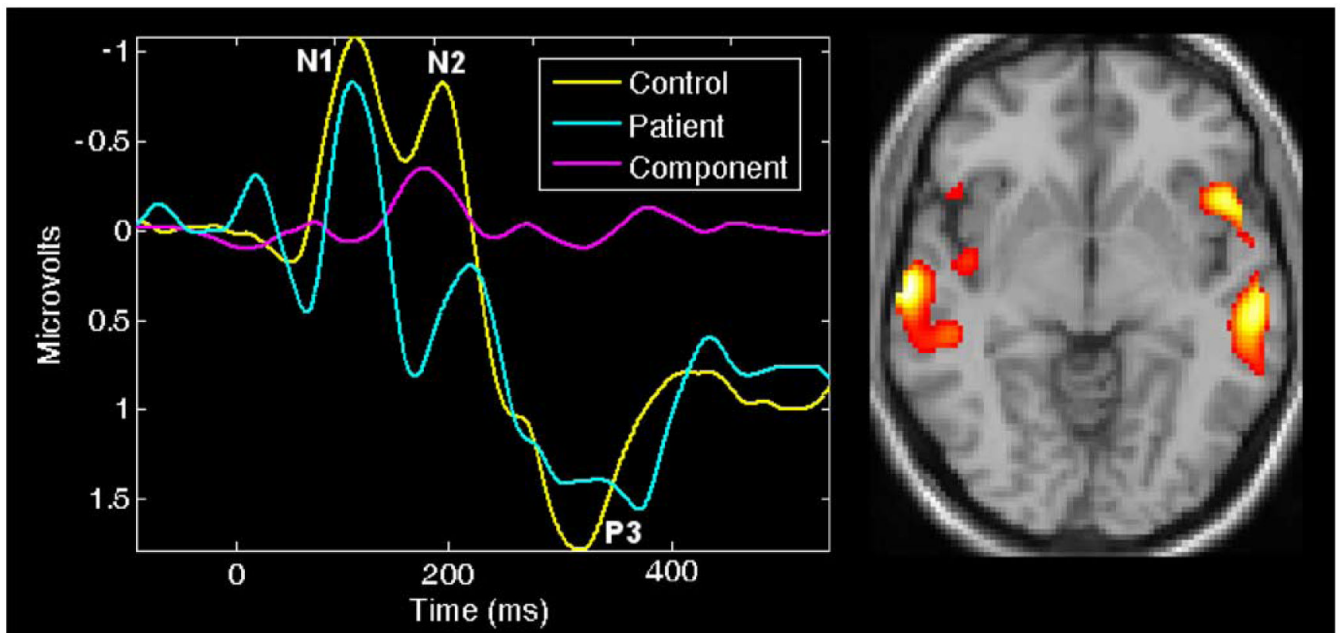 -1
-0.5
0
0.5
1
1.5
Microvolts
N1
N2
P3
Control
Patient
Component
0 200 400
Time (ms)